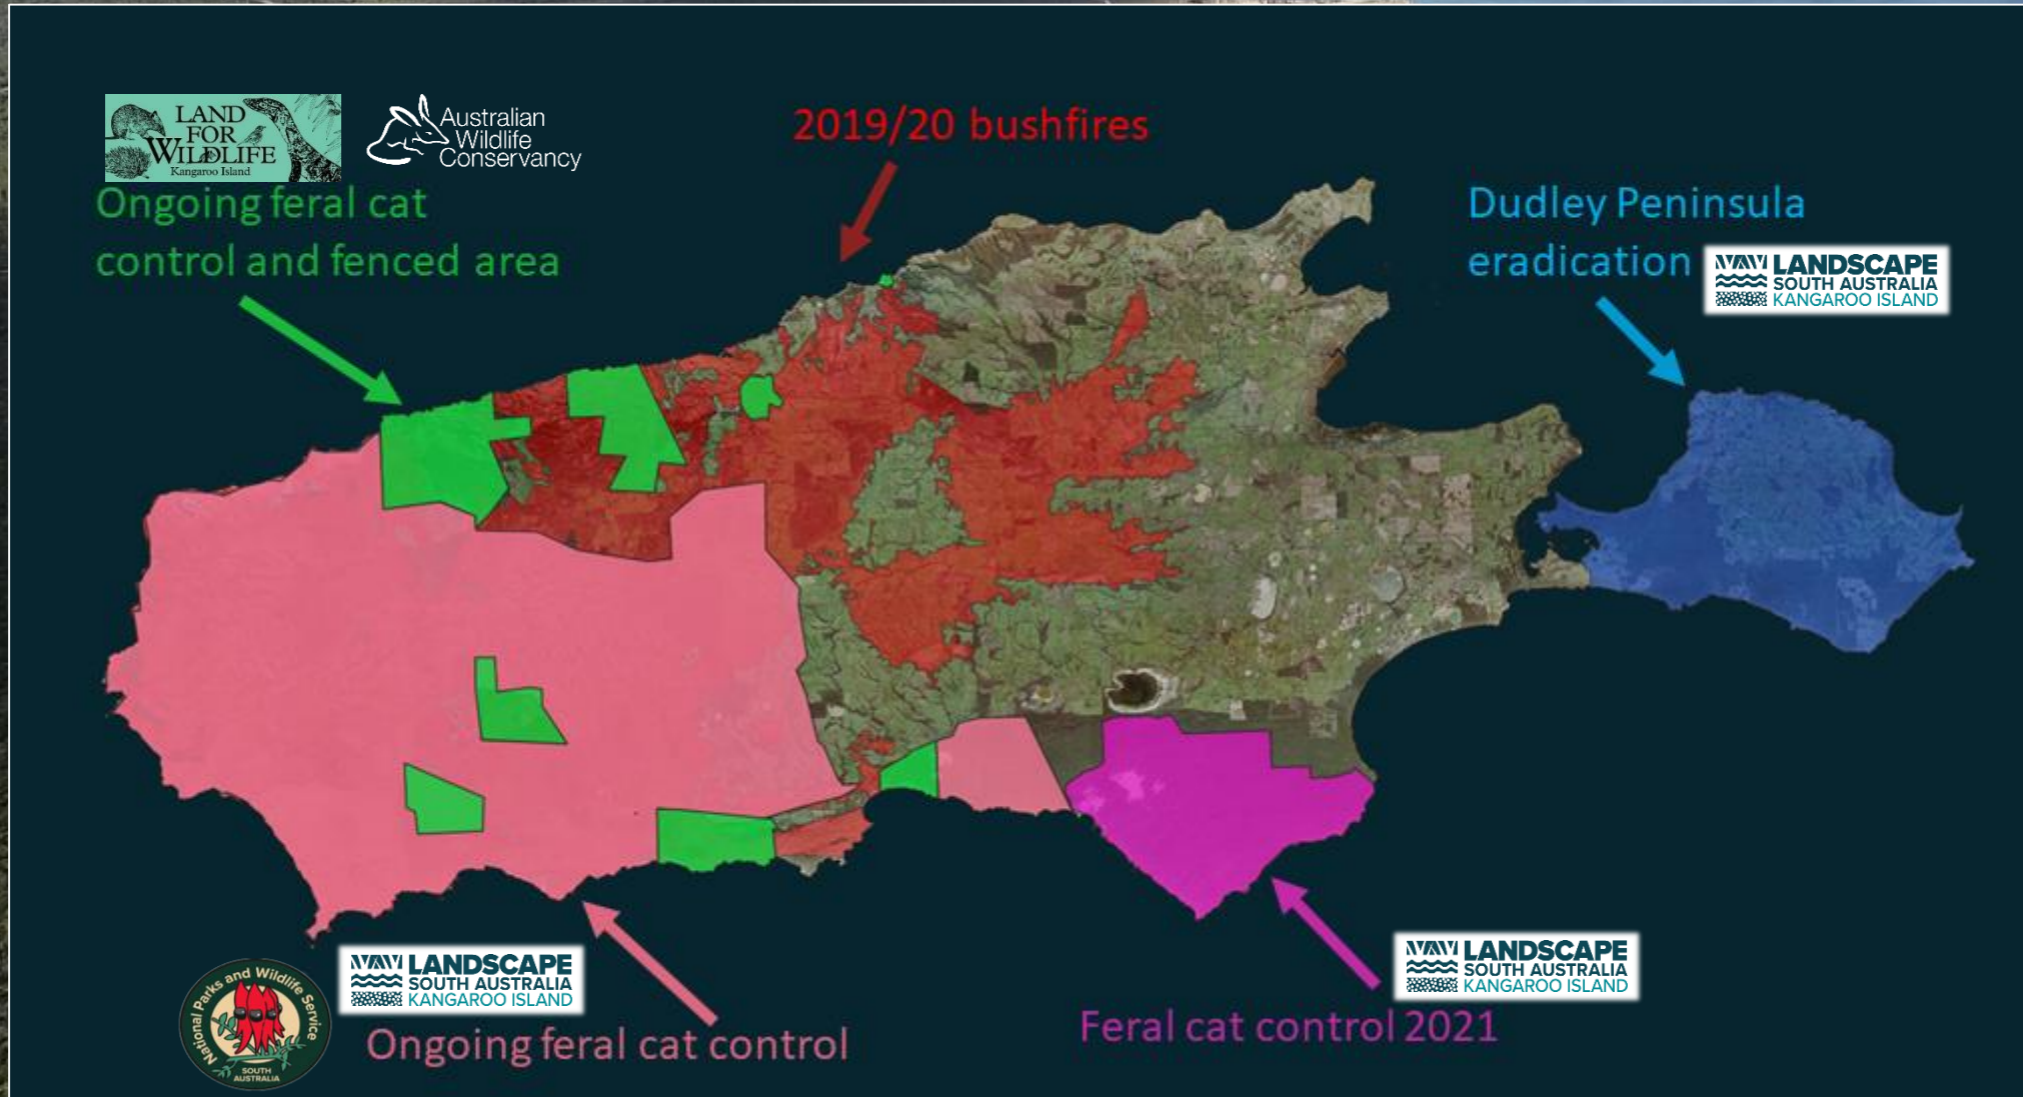 LAND
FOR
WILDLIFE
Kangaroo Island
Australian
Wildlife
Conservancy
Ongoing feral cat
control and fenced area
2019/20 bushfires
Dudley Peninsula
eradication
LANDSCAPE
SOUTH AUSTRALIA
KANGAROO ISLAND
National Parks and Wildlife Service
SOUTH
AUSTRALIA
LANDSCAPE
SOUTH AUSTRALIA
KANGAROO ISLAND
Ongoing feral cat control
LANDSCAPE
SOUTH AUSTRALIA
KANGAROO ISLAND
Feral cat control 2021